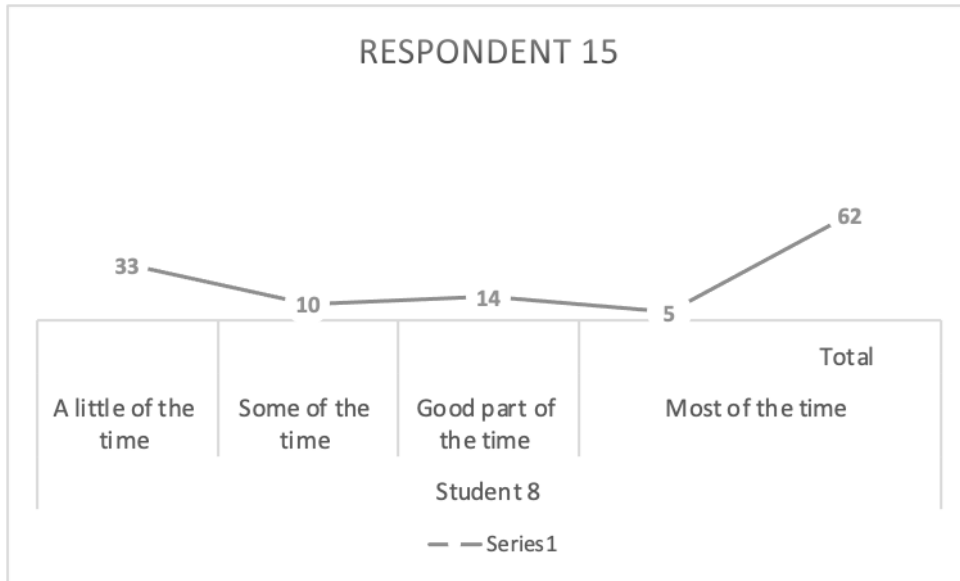 RESPONDENT 15
62
33
10
14
5
Total
A little of the
time
Some of the
time
Good part of
the time
Most of the time
Student 8
Series1